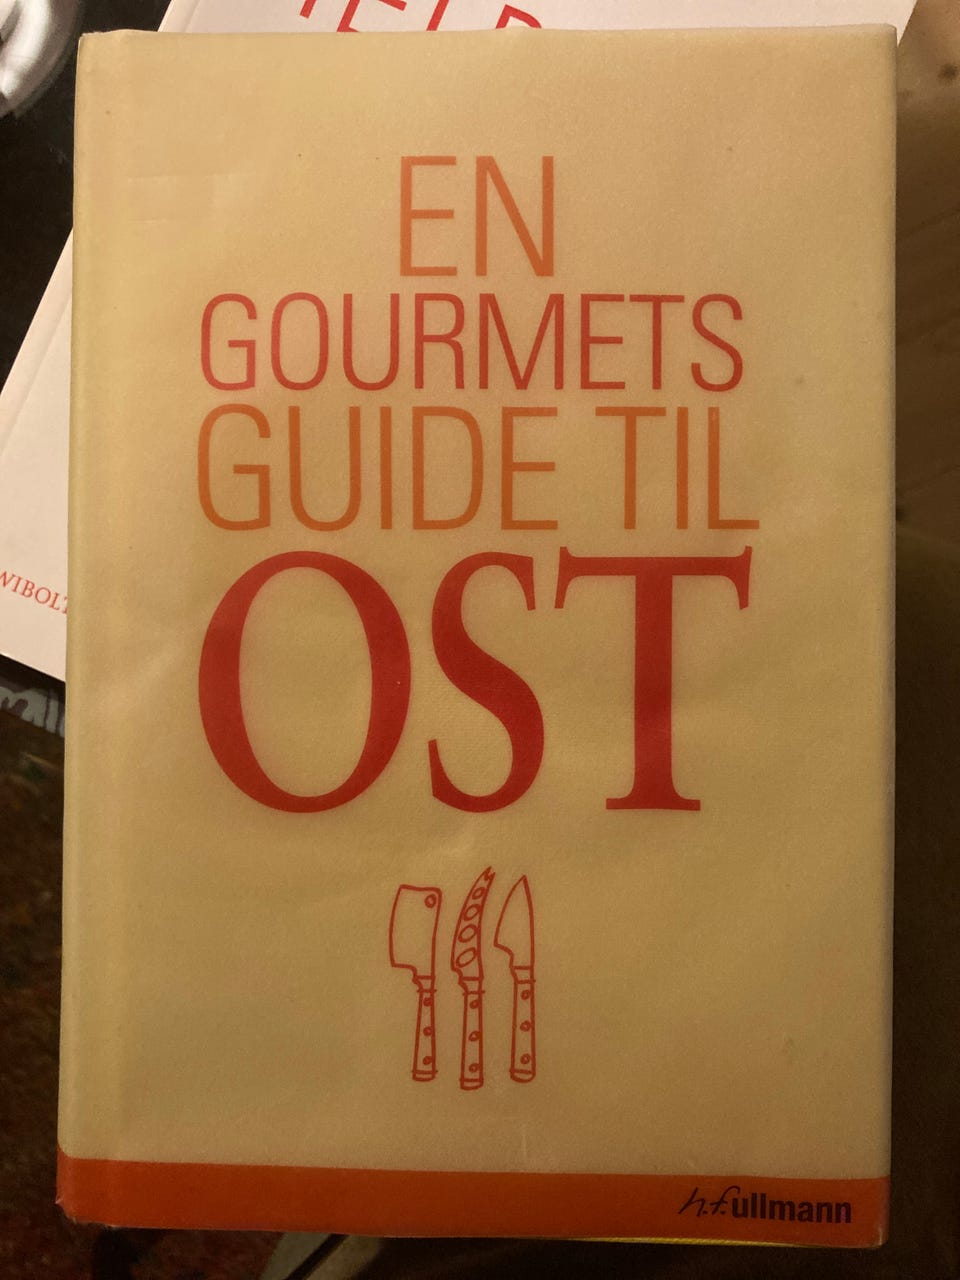 EN
GOURMETS
GUIDE TIL
OST
h.f.ullmann